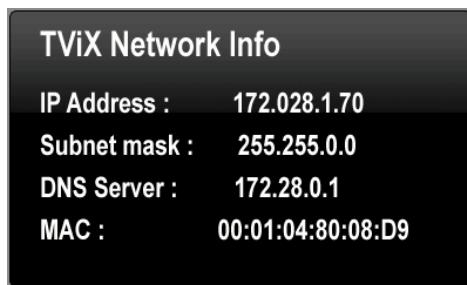 TViX Network Info
IP Address : 172.028.1.70
Subnet mask : 255.255.0.0
DNS Server : 172.28.0.1
MAC : 00:01:04:80:08:D9